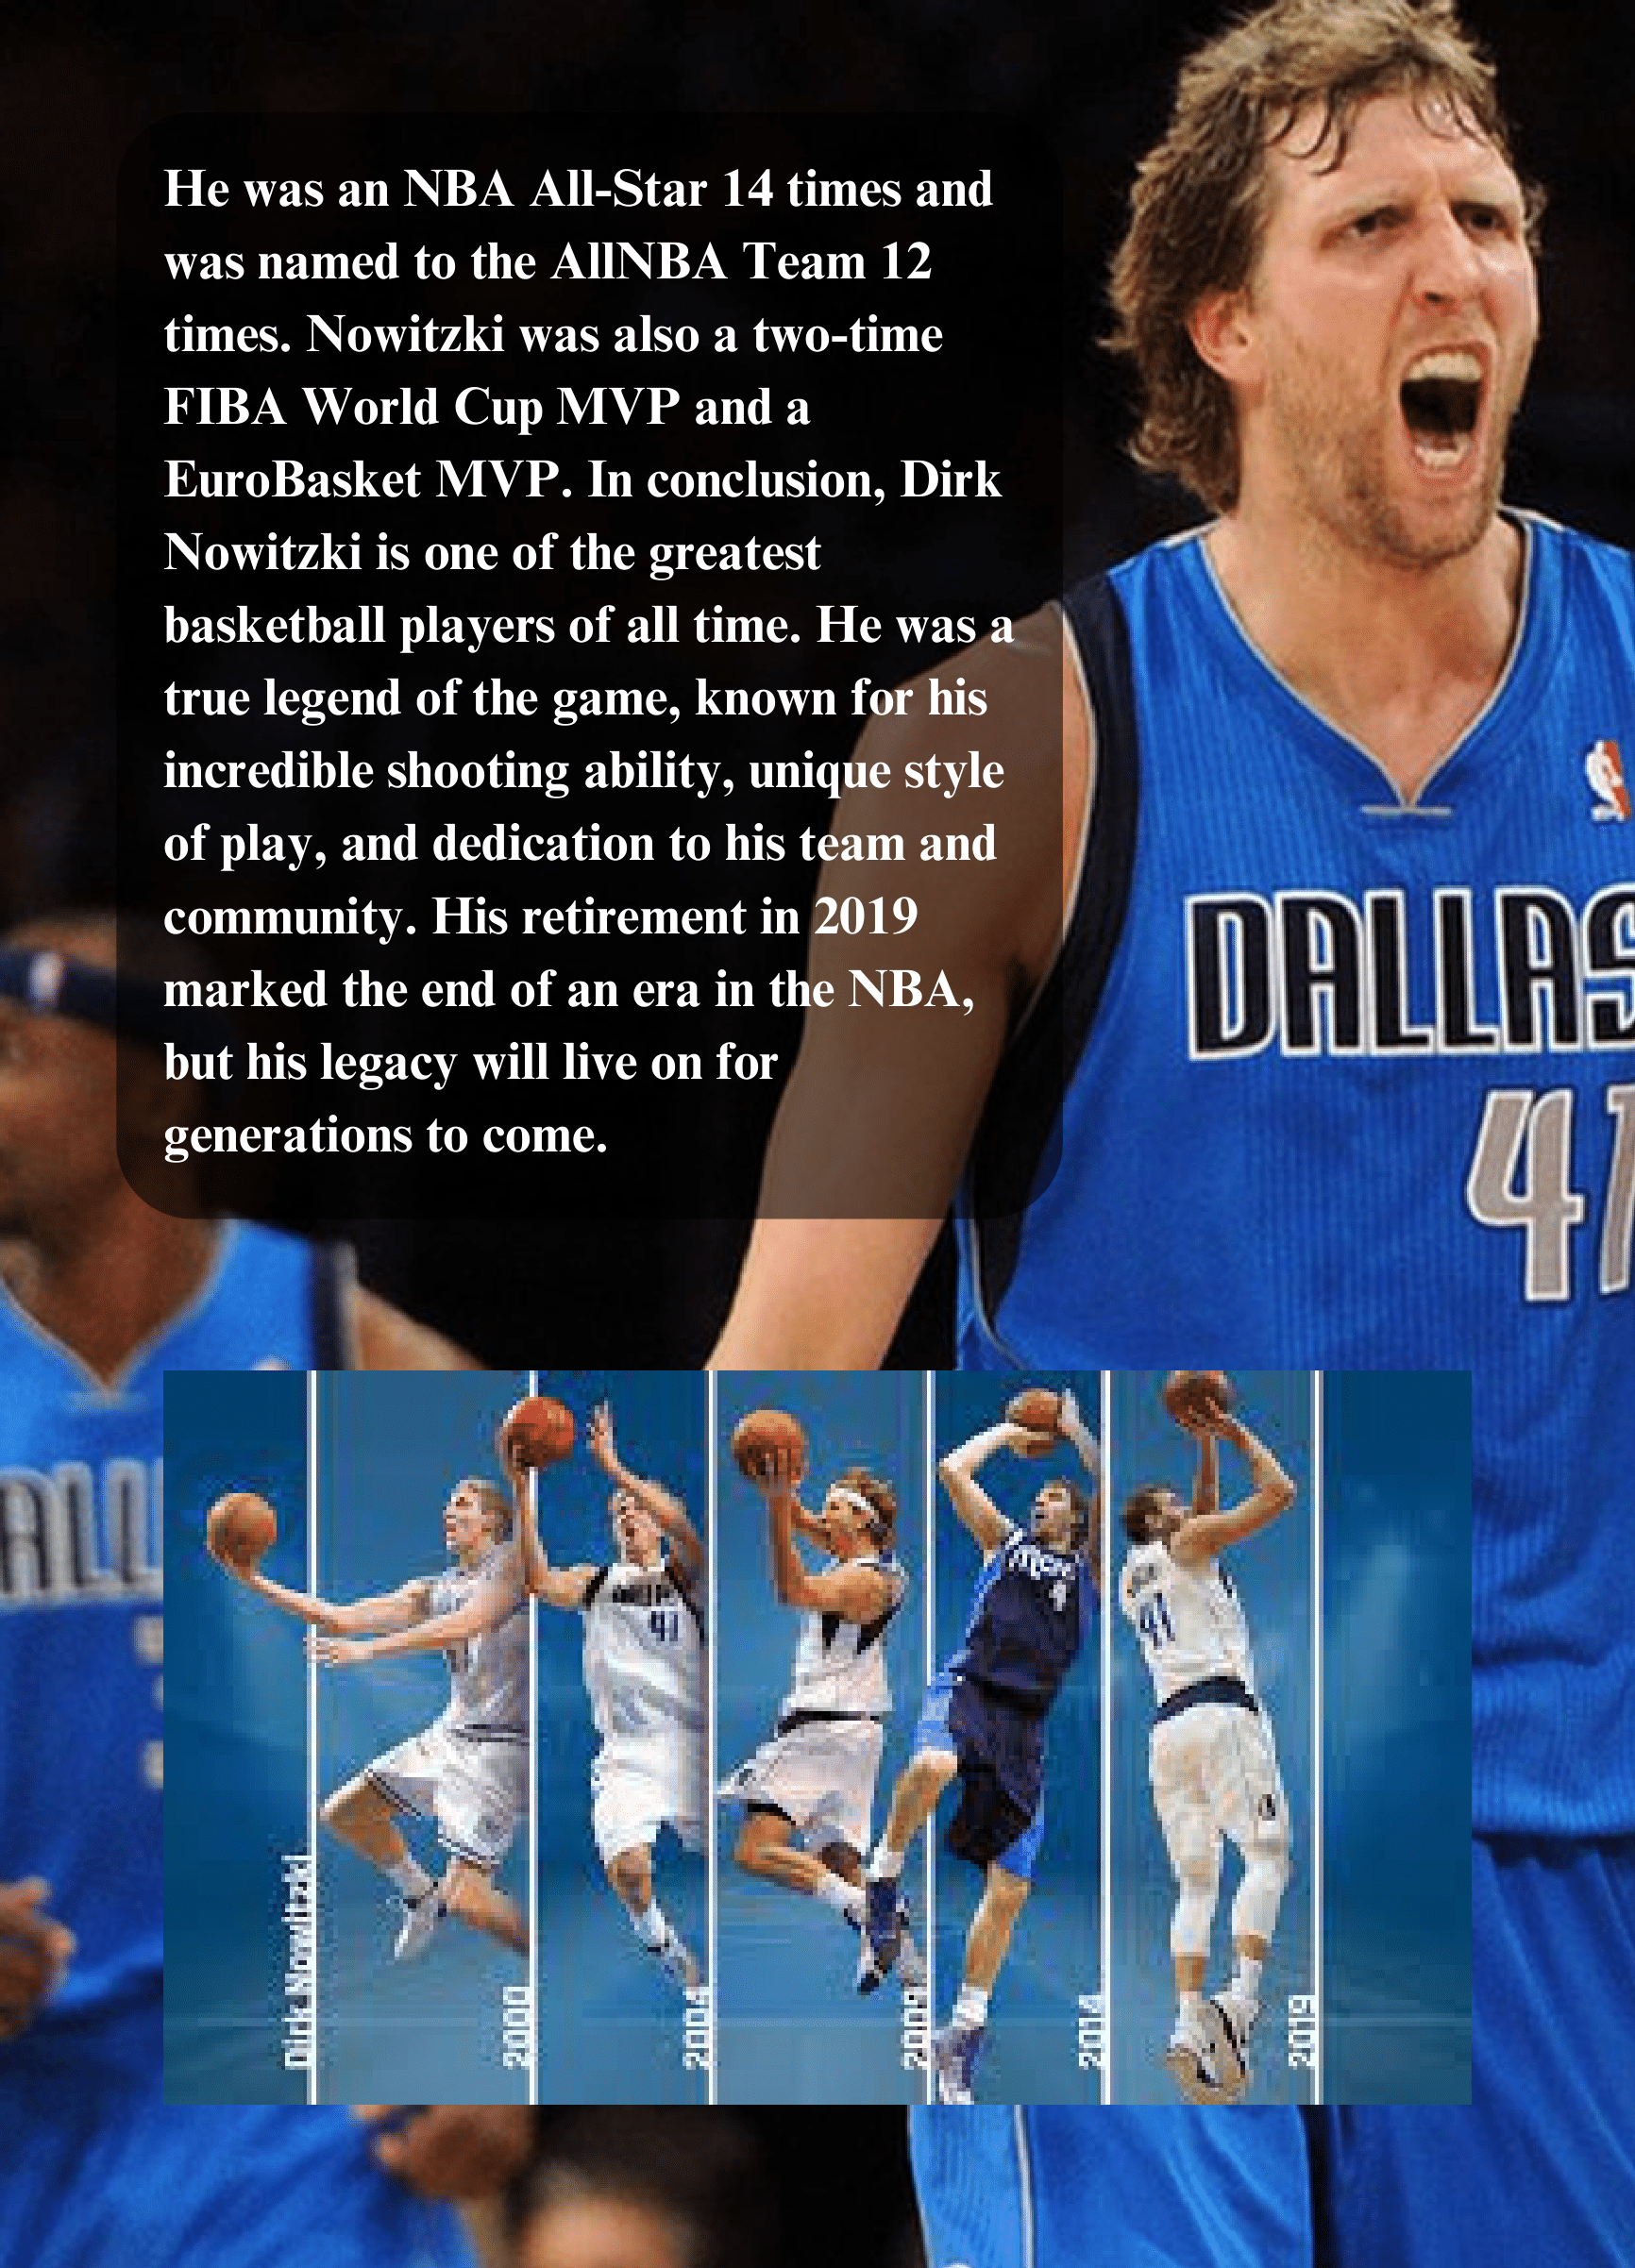 He was an NBA All-Star 14 times and
was named to the AllNBA Team 12
times. Nowitzki was also a two-time
FIBA World Cup MVP and a
EuroBasket MVP. In conclusion, Dirk
Nowitzki is one of the greatest
basketball players of all time. He was a
true legend of the game, known for his
incredible shooting ability, unique style
of play, and dedication to his team and
community. His retirement in 2019
marked the end of an era in the NBA,
but his legacy will live on for
generations to come.
DALLAS
41
ALL
Dirk Nowitzki
2000
2004
41
2014
41
2019